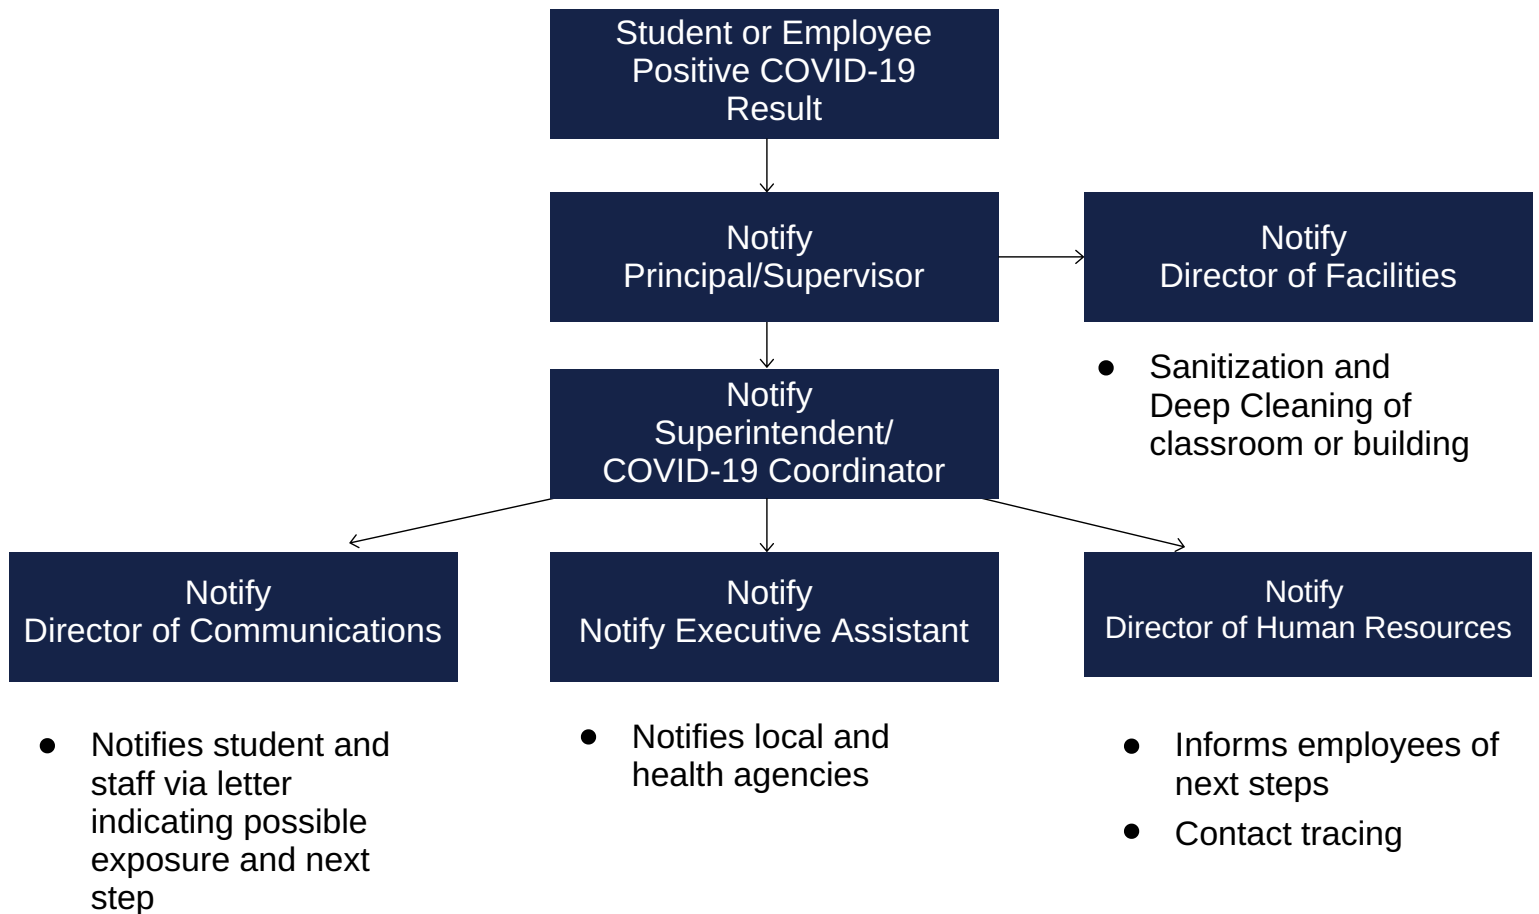 Student or Employee
Positive COVID-19
Result
Notify
Principal/Supervisor
Notify
Director of Facilities
● Sanitization and
Deep Cleaning of
classroom or building
Notify
Superintendent/
COVID-19 Coordinator
Notify
Director of Communications
● Notifies student and
staff via letter
indicating possible
exposure and next
step
Notify
Notify Executive Assistant
● Notifies local and
health agencies
Notify
Director of Human Resources
● Informs employees of
next steps
● Contact tracing